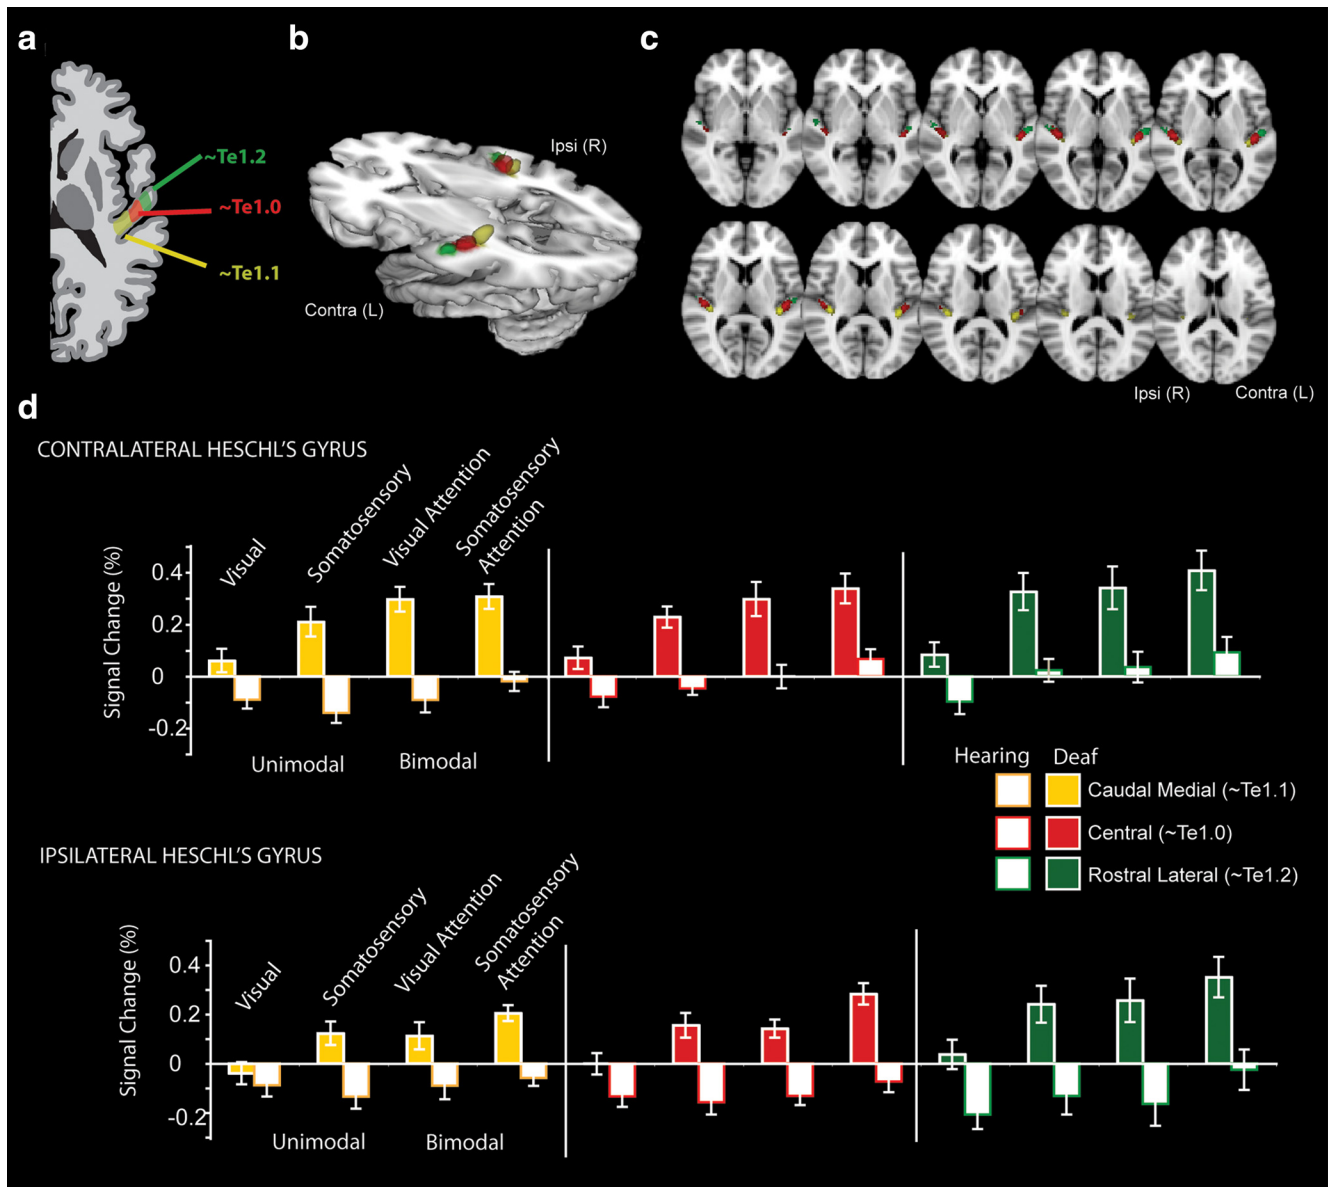 a
b
c
~Te1.2
~Te1.0
~Te1.1
Ipsi (R)
Contra (L)
Ipsi (R)
Contra (L)
d
CONTRALATERAL HESCHL'S GYRUS
Visual
Somatosensory
Visual Attention
Somatosensory
Attention
Signal Change (%)
0.4
0.2
0
-0.2
Unimodal
Bimodal
Hearing
Deaf
Caudal Medial (~Te1.1)
Central (~Te1.0)
Rostral Lateral (~Te1.2)
IPSILATERAL HESCHL'S GYRUS
Visual
Somatosensory
Visual Attention
Somatosensory
Attention
Signal Change (%)
0.4
0.2
0
-0.2
Unimodal
Bimodal